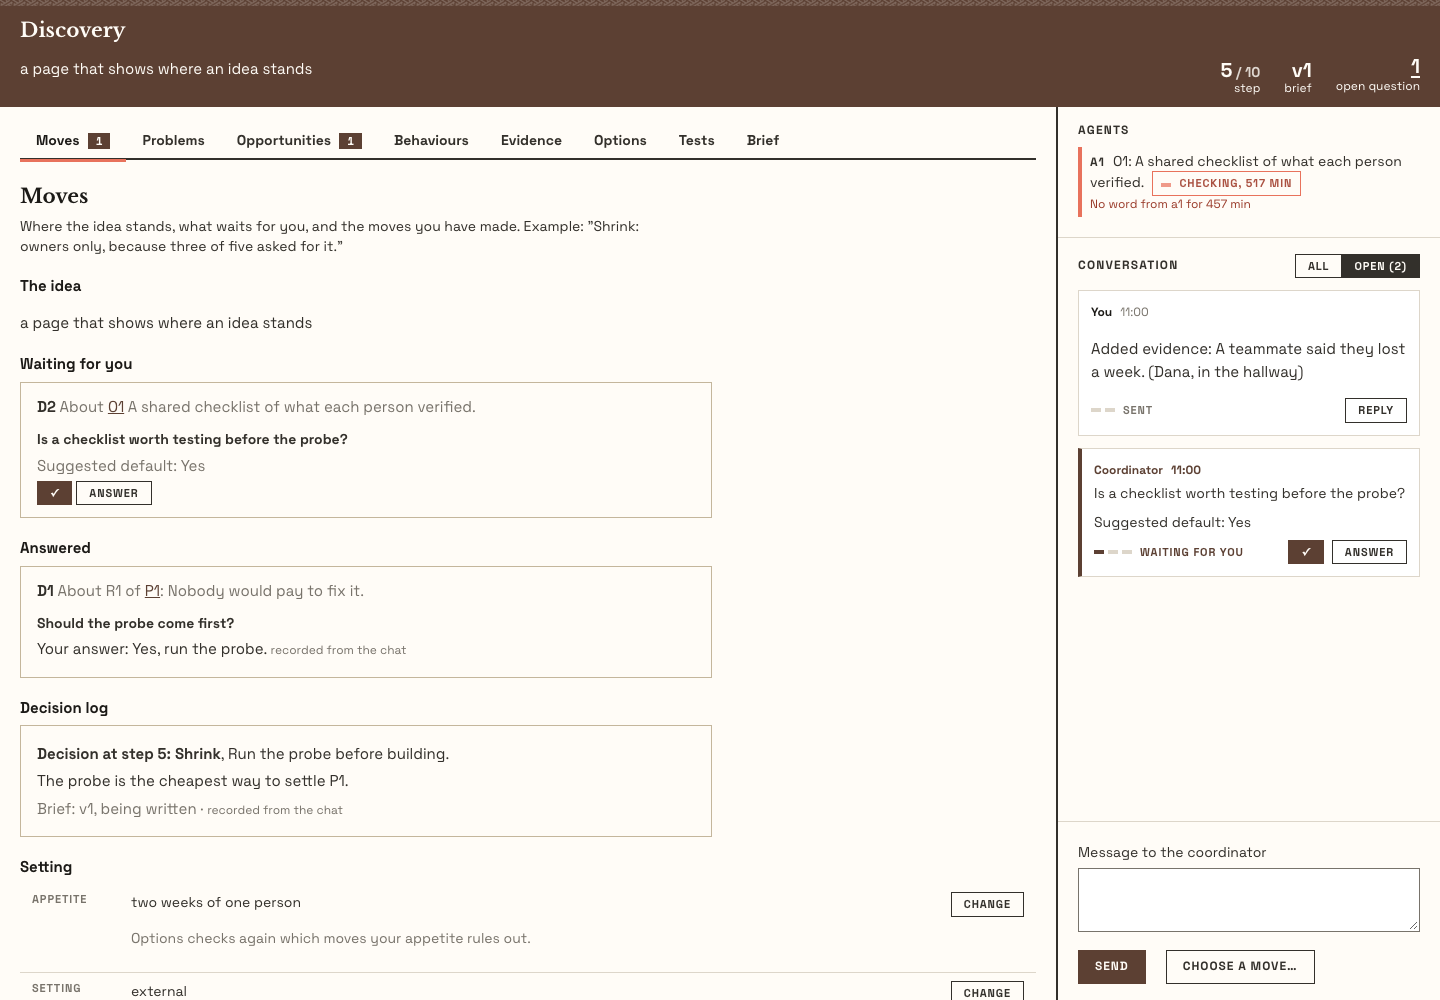 Discovery
a page that shows where an idea stands
5 / 10
step
v1
brief
1
open question
Moves 1
Problems
Opportunities 1
Behaviours
Evidence
Options
Tests
Brief
Moves
Where the idea stands, what waits for you, and the moves you have made. Example: "Shrink:
owners only, because three of five asked for it."
The idea
a page that shows where an idea stands
Waiting for you
D2 About O1 A shared checklist of what each person verified.
Is a checklist worth testing before the probe?
Suggested default: Yes
✓ ANSWER
Answered
D1 About R1 of P1: Nobody would pay to fix it.
Should the probe come first?
Your answer: Yes, run the probe. recorded from the chat
Decision log
Decision at step 5: Shrink, Run the probe before building.
The probe is the cheapest way to settle P1.
Brief: v1, being written · recorded from the chat
Setting
APPETITE two weeks of one person CHANGE
Options checks again which moves your appetite rules out.
SETTING external CHANGE
AGENTS
A1 O1: A shared checklist of what each person
verified. CHECKING, 517 MIN
No word from a1 for 457 min
CONVERSATION ALL OPEN (2)
You 11:00
Added evidence: A teammate said they lost
a week. (Dana, in the hallway)
SENT REPLY
Coordinator 11:00
Is a checklist worth testing before the probe?
Suggested default: Yes
WAITING FOR YOU ✓ ANSWER
Message to the coordinator
SEND CHOOSE A MOVE…